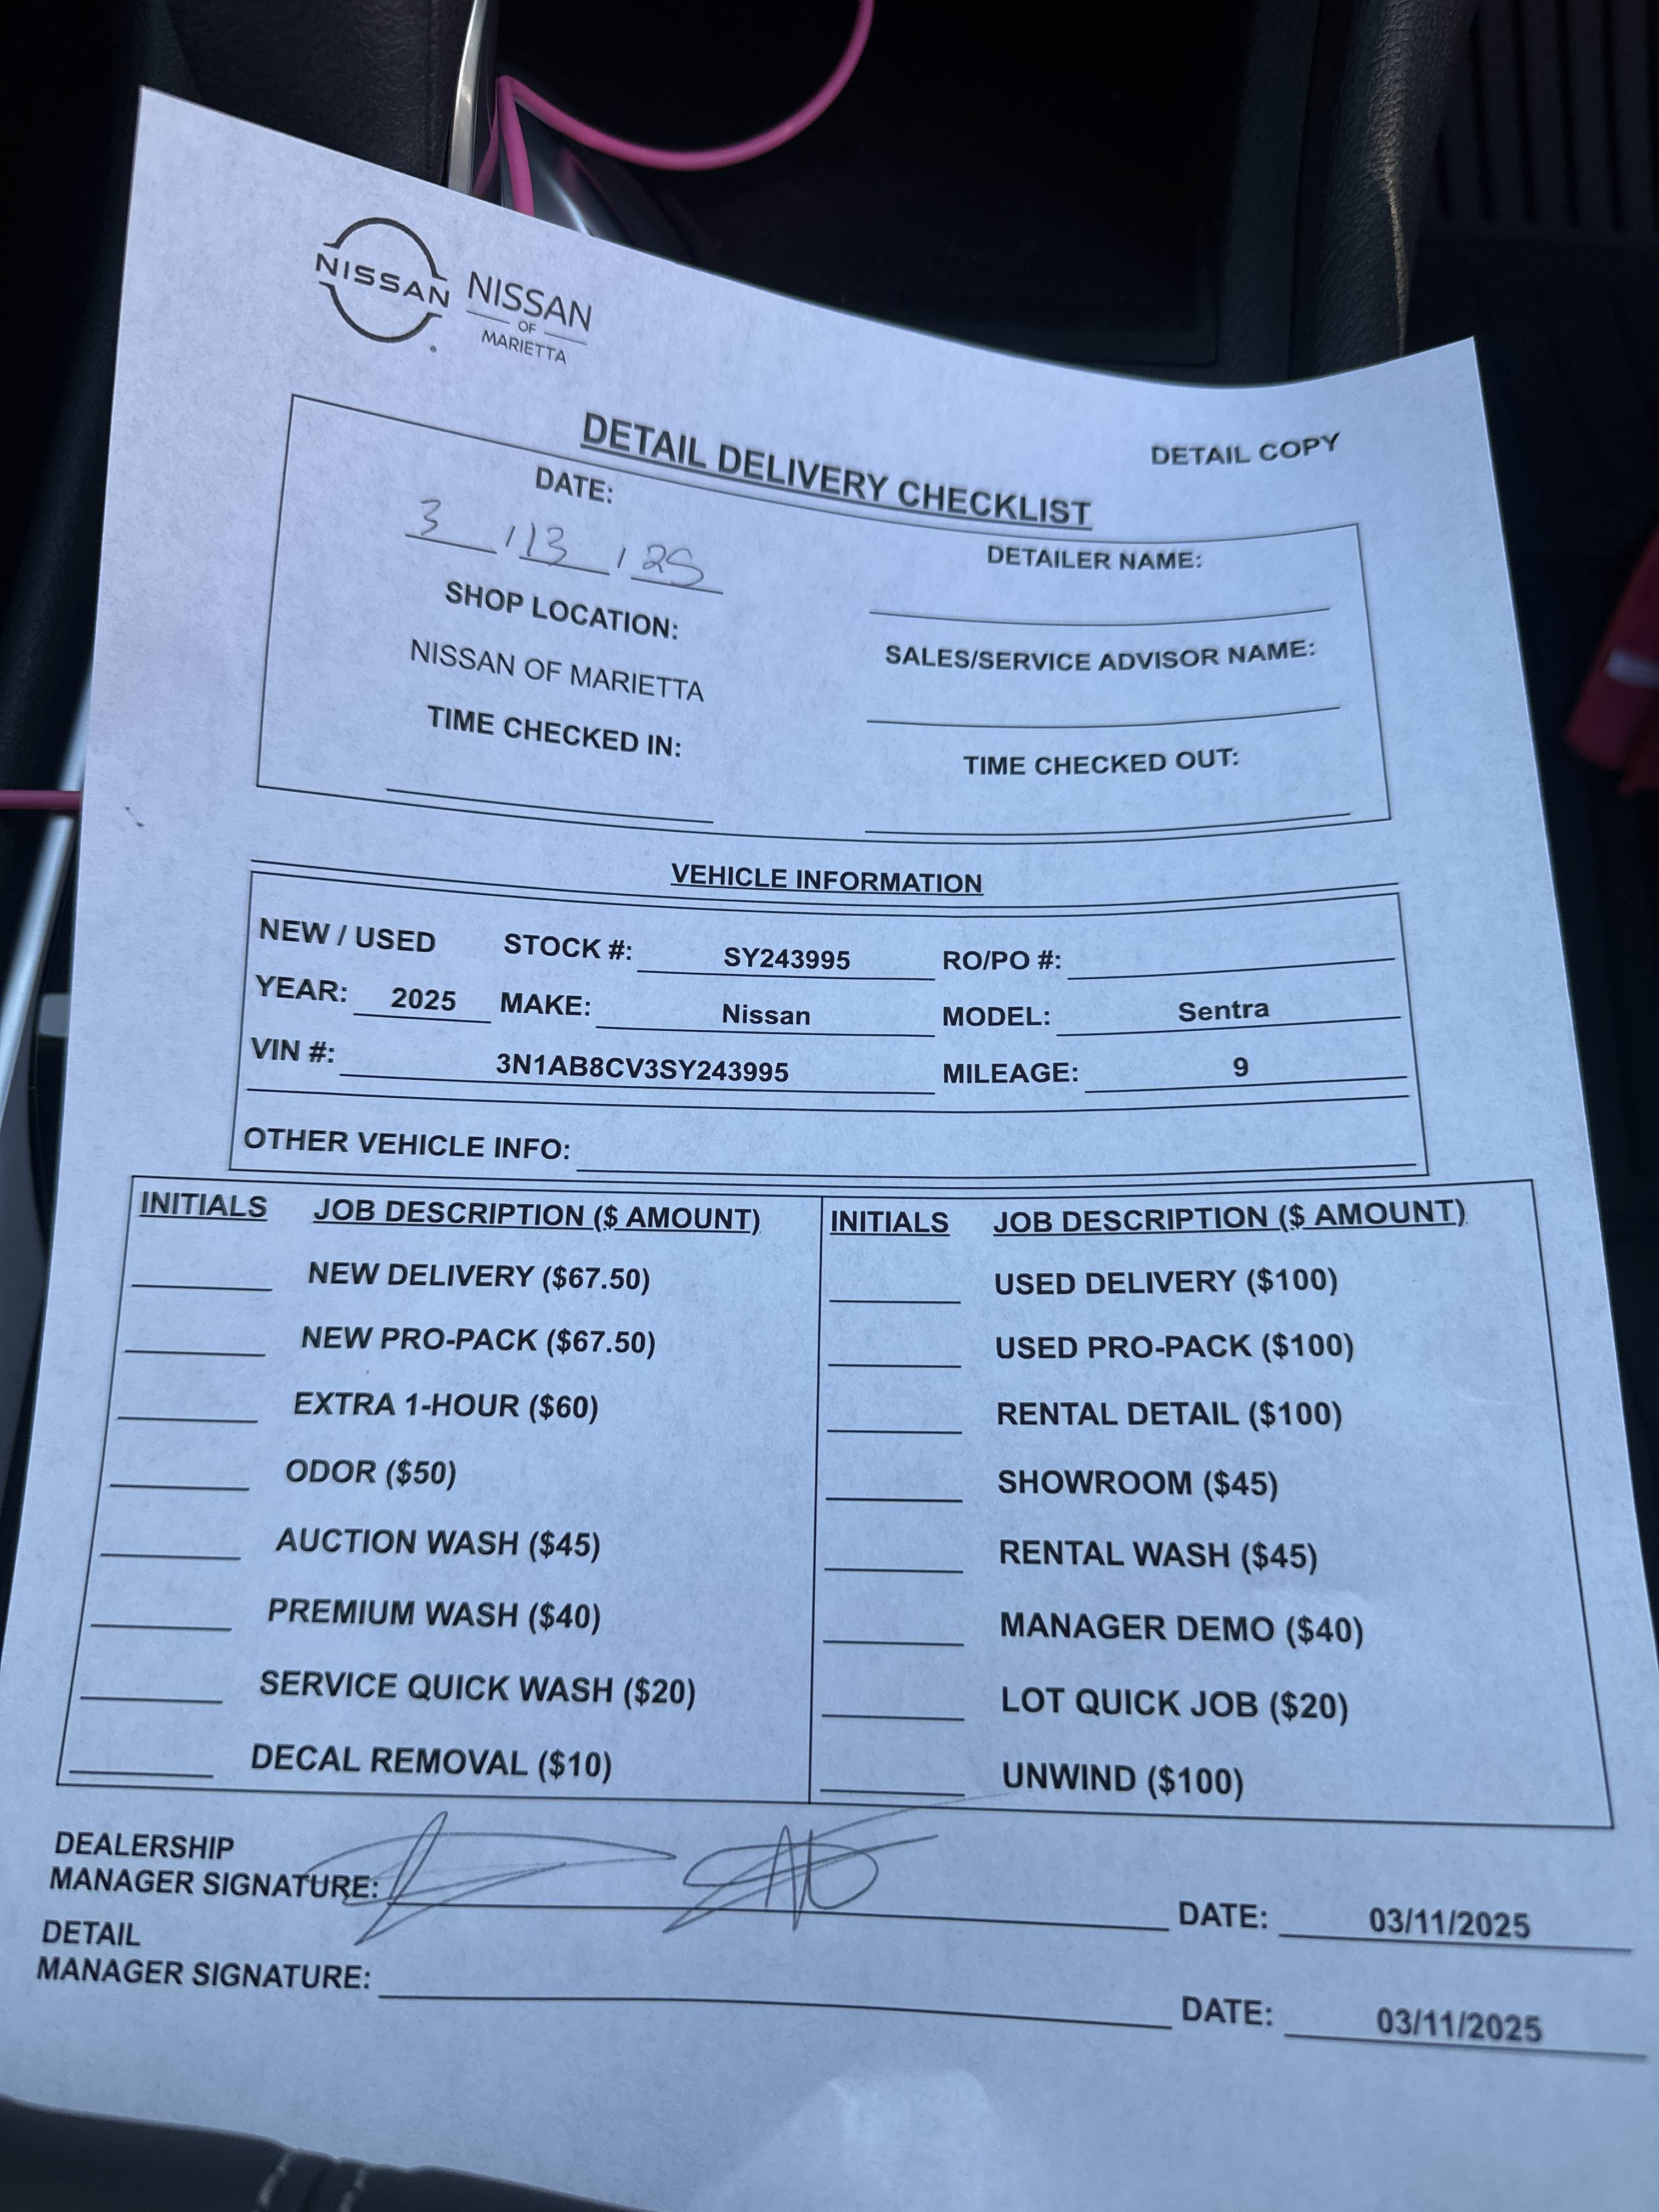 NISSAN
NISSAN
OF
MARIETTA
DETAIL DELIVERY CHECKLIST
DETAIL COPY
DATE:
3 / 13 / 25
DETAILER NAME:
SHOP LOCATION:
NISSAN OF MARIETTA
SALES/SERVICE ADVISOR NAME:
TIME CHECKED IN:
TIME CHECKED OUT:
VEHICLE INFORMATION
NEW / USED STOCK #: SY243995 RO/PO #:
YEAR: 2025 MAKE: Nissan MODEL: Sentra
VIN #: 3N1AB8CV3SY243995 MILEAGE: 9
OTHER VEHICLE INFO:
INITIALS JOB DESCRIPTION ($ AMOUNT) INITIALS JOB DESCRIPTION ($ AMOUNT)
NEW DELIVERY ($67.50) USED DELIVERY ($100)
NEW PRO-PACK ($67.50) USED PRO-PACK ($100)
EXTRA 1-HOUR ($60) RENTAL DETAIL ($100)
ODOR ($50) SHOWROOM ($45)
AUCTION WASH ($45) RENTAL WASH ($45)
PREMIUM WASH ($40) MANAGER DEMO ($40)
SERVICE QUICK WASH ($20) LOT QUICK JOB ($20)
DECAL REMOVAL ($10) UNWIND ($100)
DEALERSHIP
MANAGER SIGNATURE: DATE: 03/11/2025
DETAIL
MANAGER SIGNATURE: DATE: 03/11/2025